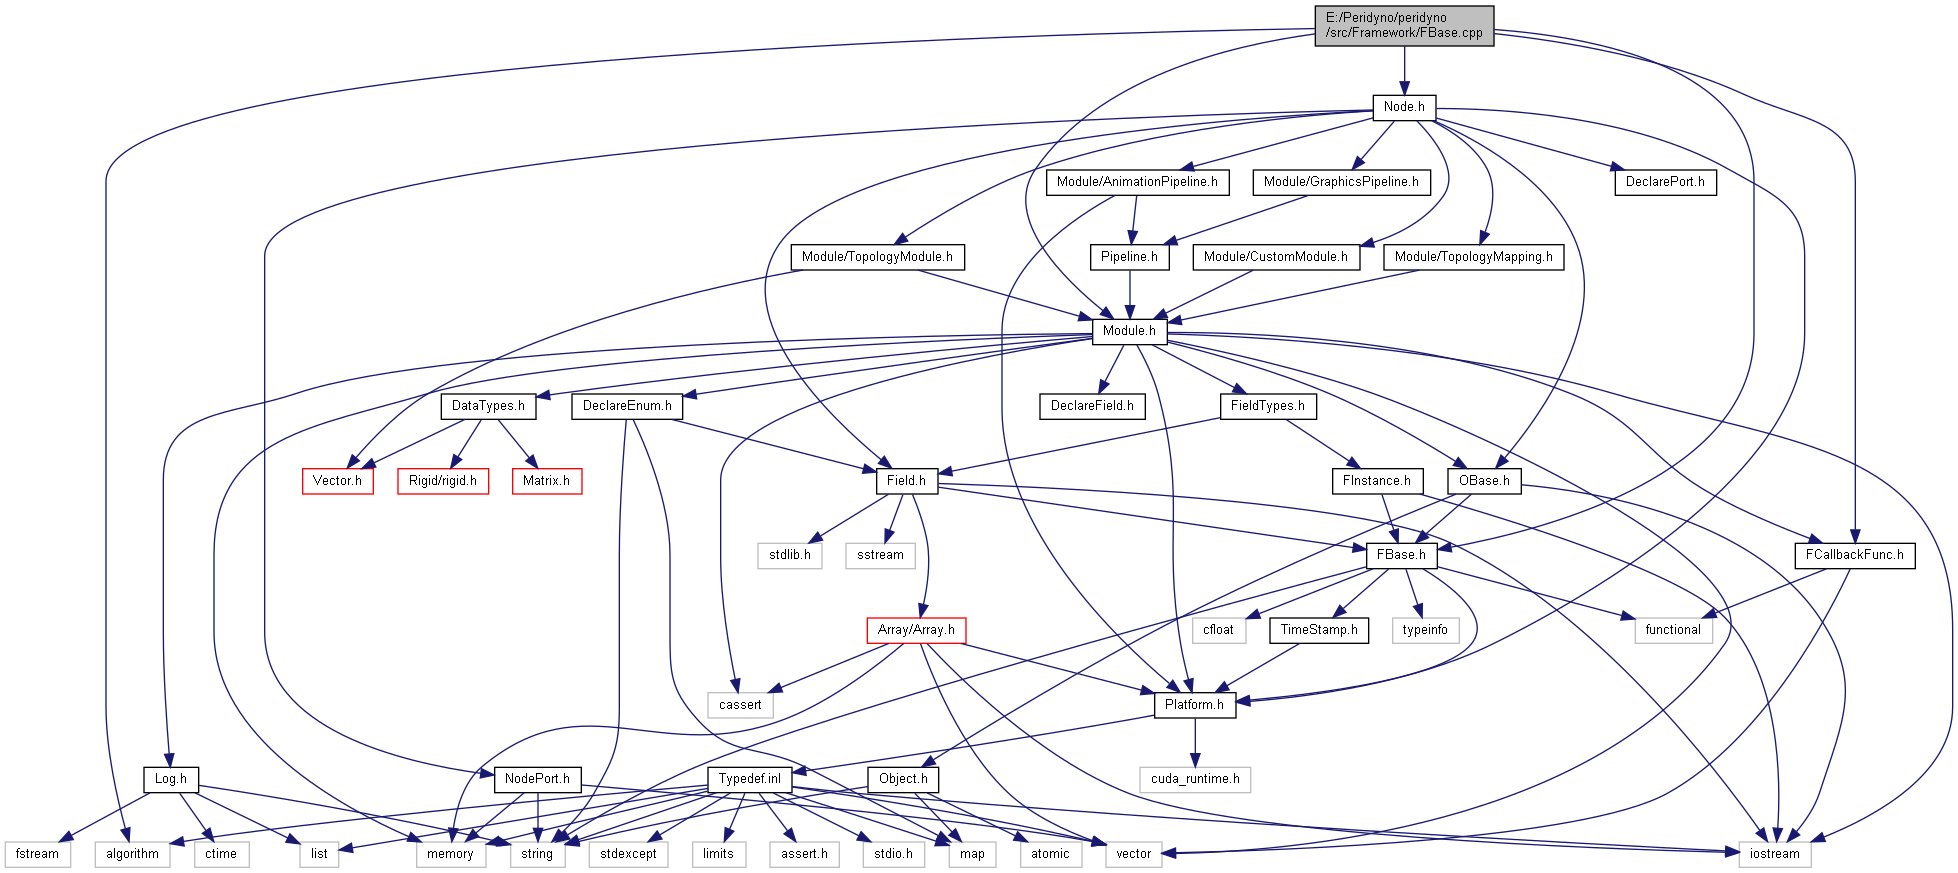 E:/Peridyno/peridyno
/src/Framework/FBase.cpp
Node.h
Module/AnimationPipeline.h
Module/GraphicsPipeline.h
DeclarePort.h
Module/TopologyModule.h
Pipeline.h
Module/CustomModule.h
Module/TopologyMapping.h
Module.h
DataTypes.h
DeclareEnum.h
DeclareField.h
FieldTypes.h
Vector.h
Rigid/rigid.h
Matrix.h
Field.h
FInstance.h
OBase.h
stdlib.h
sstream
FBase.h
FCallbackFunc.h
Array/Array.h
cfloat
TimeStamp.h
typeinfo
functional
cassert
Platform.h
Log.h
NodePort.h
Typedef.inl
Object.h
cuda_runtime.h
fstream
algorithm
ctime
list
memory
string
stdexcept
limits
assert.h
stdio.h
map
atomic
vector
iostream